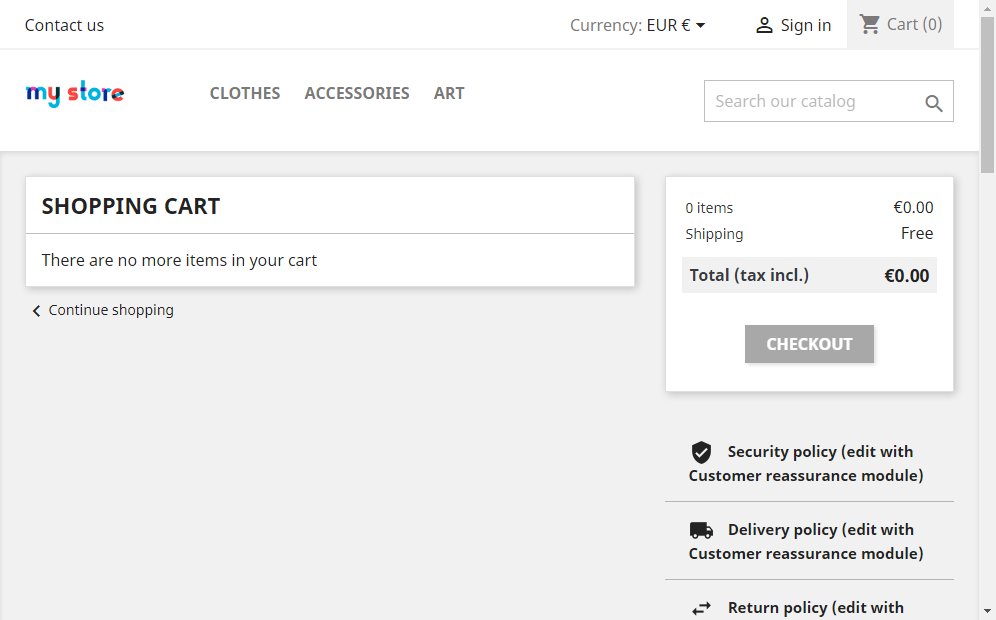 Contact us
Currency: EUR €
Sign in
Cart (0)
my store
CLOTHES
ACCESSORIES
ART
Search our catalog
SHOPPING CART
There are no more items in your cart
Continue shopping
0 items €0.00
Shipping Free
Total (tax incl.) €0.00
CHECKOUT
Security policy (edit with
Customer reassurance module)
Delivery policy (edit with
Customer reassurance module)
Return policy (edit with